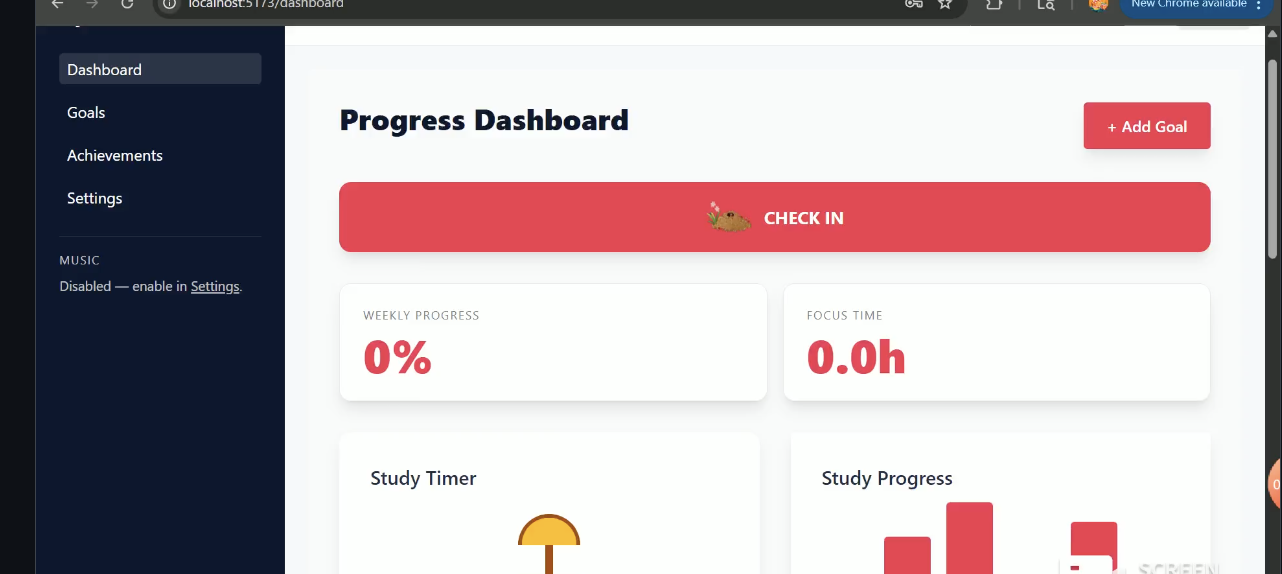 localhost:5173/dashboard
New Chrome available
Dashboard
Goals
Achievements
Settings
MUSIC
Disabled — enable in Settings.
Progress Dashboard
+ Add Goal
CHECK IN
WEEKLY PROGRESS
0%
FOCUS TIME
0.0h
Study Timer
Study Progress
SCREEN